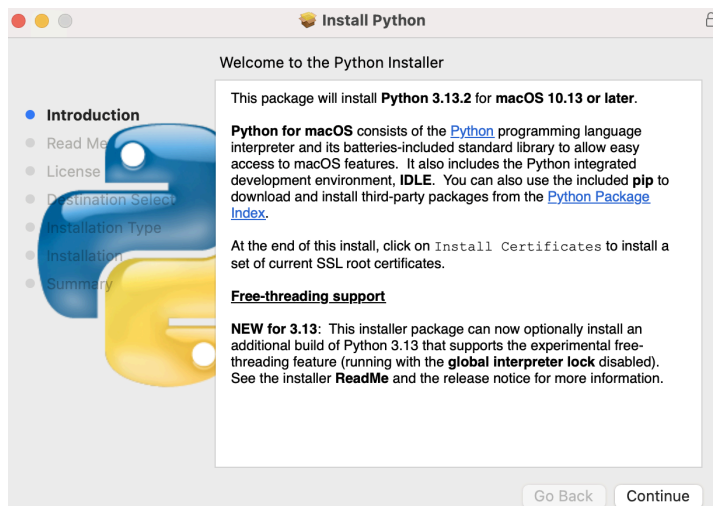 Install Python
Welcome to the Python Installer
Introduction
Read Me
License
Destination Select
Installation Type
Installation
Summary
This package will install Python 3.13.2 for macOS 10.13 or later.
Python for macOS consists of the Python programming language
interpreter and its batteries-included standard library to allow easy
access to macOS features. It also includes the Python integrated
development environment, IDLE. You can also use the included pip to
download and install third-party packages from the Python Package
Index.
At the end of this install, click on Install Certificates to install a
set of current SSL root certificates.
Free-threading support
NEW for 3.13: This installer package can now optionally install an
additional build of Python 3.13 that supports the experimental free-
threading feature (running with the global interpreter lock disabled).
See the installer ReadMe and the release notice for more information.
Go Back
Continue